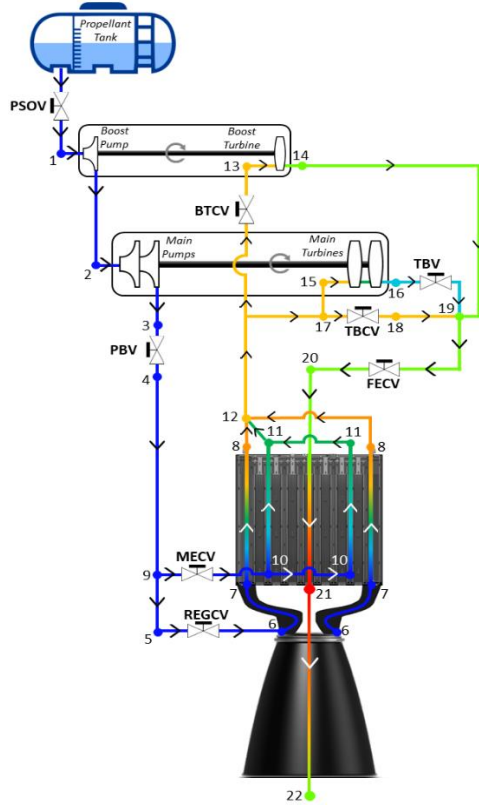 Propellant
Tank
PSOV
Boost
Pump
Boost
Turbine
1
13
14
BTCV
Main
Pumps
Main
Turbines
2
15
16
TBV
3
17
TBCV
18
19
PBV
4
20
FECV
12
11
11
8
8
9
MECV
10
10
7
21
7
REGCV
5
6
6
22